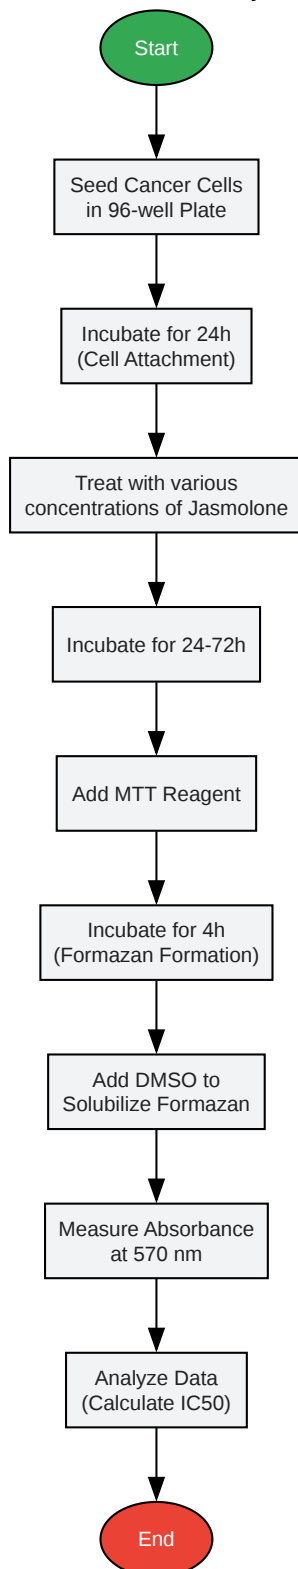 Start
Seed Cancer Cells
in 96-well Plate
Incubate for 24h
(Cell Attachment)
Treat with various
concentrations of Jasmolone
Incubate for 24-72h
Add MTT Reagent
Incubate for 4h
(Formazan Formation)
Add DMSO to
Solubilize Formazan
Measure Absorbance
at 570 nm
Analyze Data
(Calculate IC50)
End